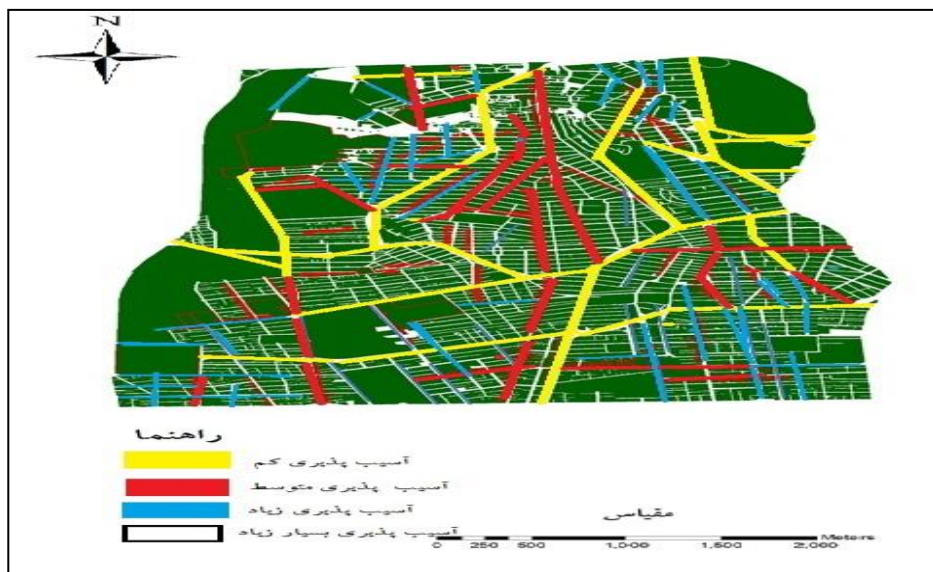 N
راهنما
آسیب پذیری کم
آسیب پذیری متوسط
آسیب پذیری زیاد
آسیب پذیری بسیار زیاد
مقیاس
Meters
0 250 500 1,000 1,500 2,000